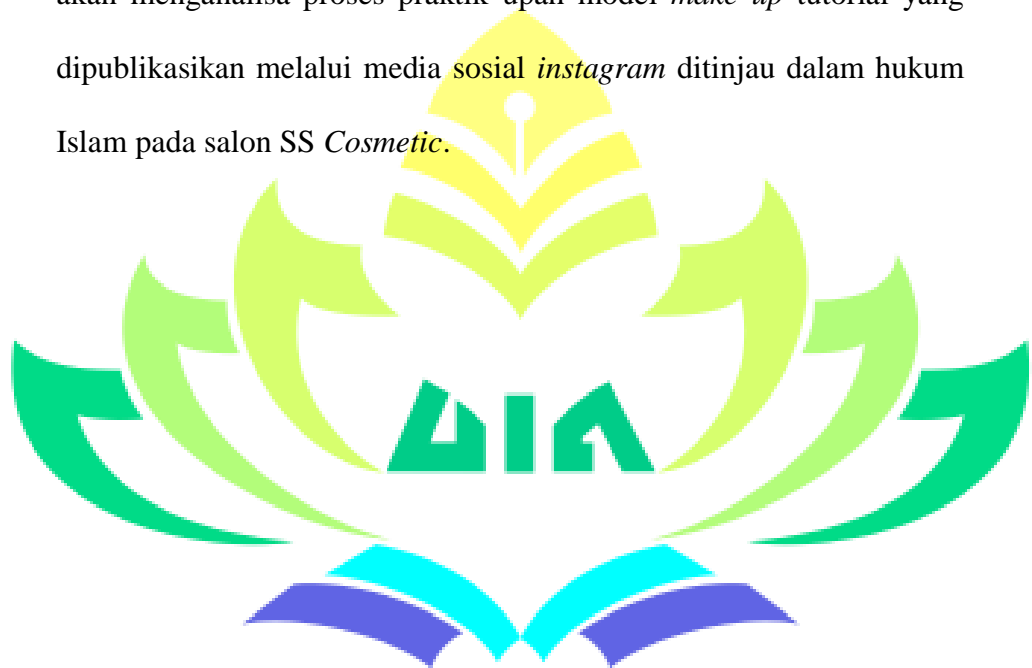 akan menganalisa proses praktik upah model make up tutorial yang
dipublikasikan melalui media sosial instagram ditinjau dalam hukum
Islam pada salon SS Cosmetic.
UIN